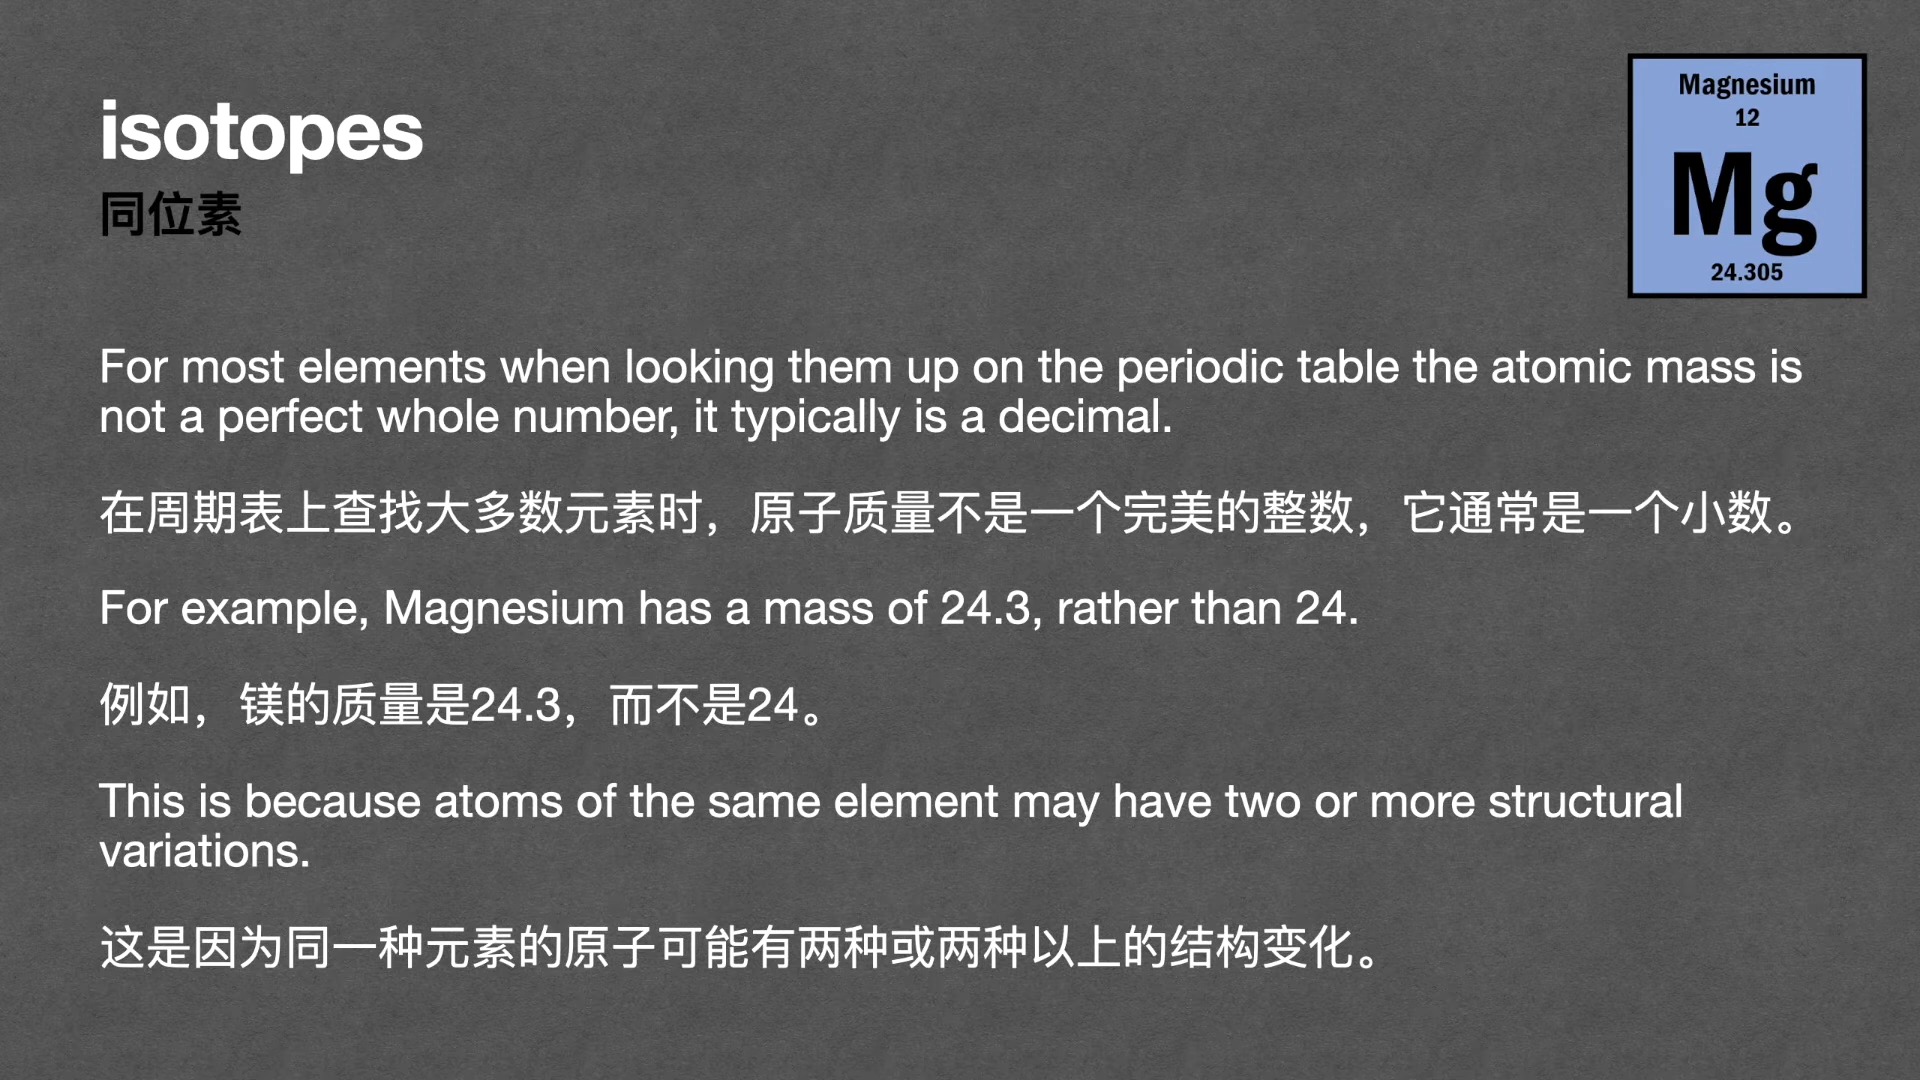 isotopes
同位素
Magnesium
12
Mg
24.305
For most elements when looking them up on the periodic table the atomic mass is
not a perfect whole number, it typically is a decimal.
在周期表上查找大多数元素时，原子质量不是一个完美的整数，它通常是一个小数。
For example, Magnesium has a mass of 24.3, rather than 24.
例如，镁的质量是24.3，而不是24。
This is because atoms of the same element may have two or more structural
variations.
这是因为同一种元素的原子可能有两种或两种以上的结构变化。